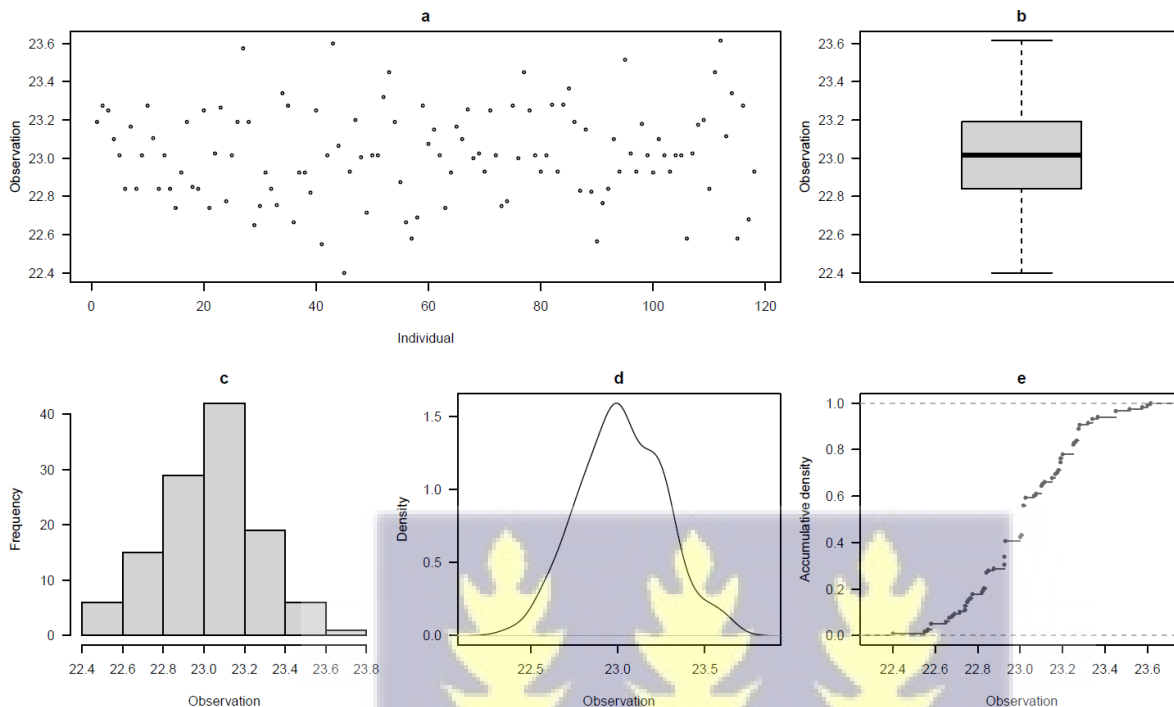 a
Observation
23.6
23.4
23.2
23.0
22.8
22.6
22.4
0 20 40 60 80 100 120
Individual
b
Observation
23.6
23.4
23.2
23.0
22.8
22.6
22.4
c
Frequency
40
30
20
10
0
22.4 22.6 22.8 23.0 23.2 23.4 23.6 23.8
Observation
d
Density
1.5
1.0
0.5
0.0
22.5 23.0 23.5
Observation
e
Accumulative density
1.0
0.8
0.6
0.4
0.2
0.0
22.4 22.6 22.8 23.0 23.2 23.4 23.6
Observation